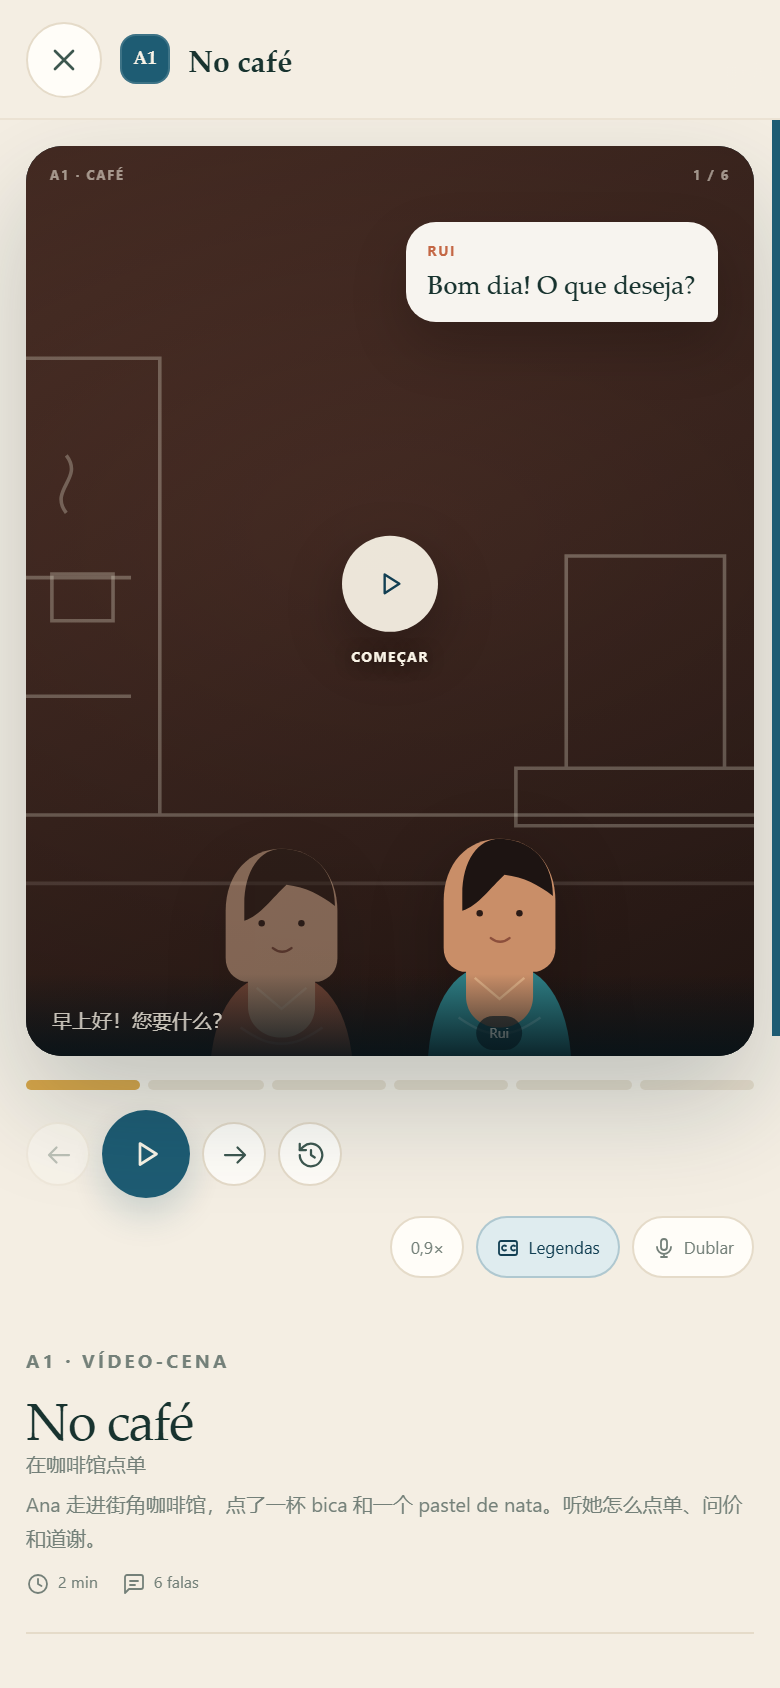 A1 No café
A1 · CAFÉ 1 / 6
RUI
Bom dia! O que deseja?
COMEÇAR
早上好！您要什么？
Rui
0,9× Legendas Dublar
A1 · VÍDEO-CENA
No café
在咖啡馆点单
Ana 走进街角咖啡馆，点了一杯 bica 和一个 pastel de nata。听她怎么点单、问价
和道谢。
2 min 6 falas